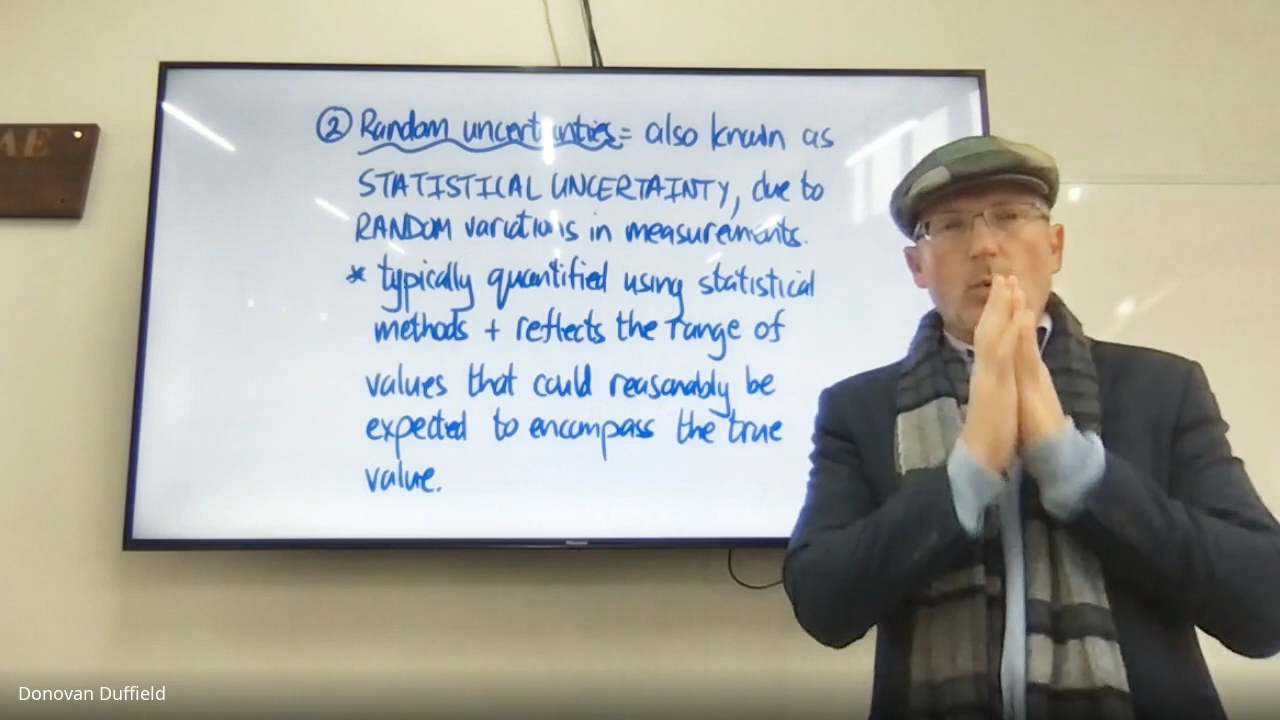 AE
② Random uncertainties = also known as
STATISTICAL UNCERTAINTY, due to
RANDOM variations in measurements.
* typically quantified using statistical
methods + reflects the range of
values that could reasonably be
expected to encompass the true
value.
Donovan Duffield